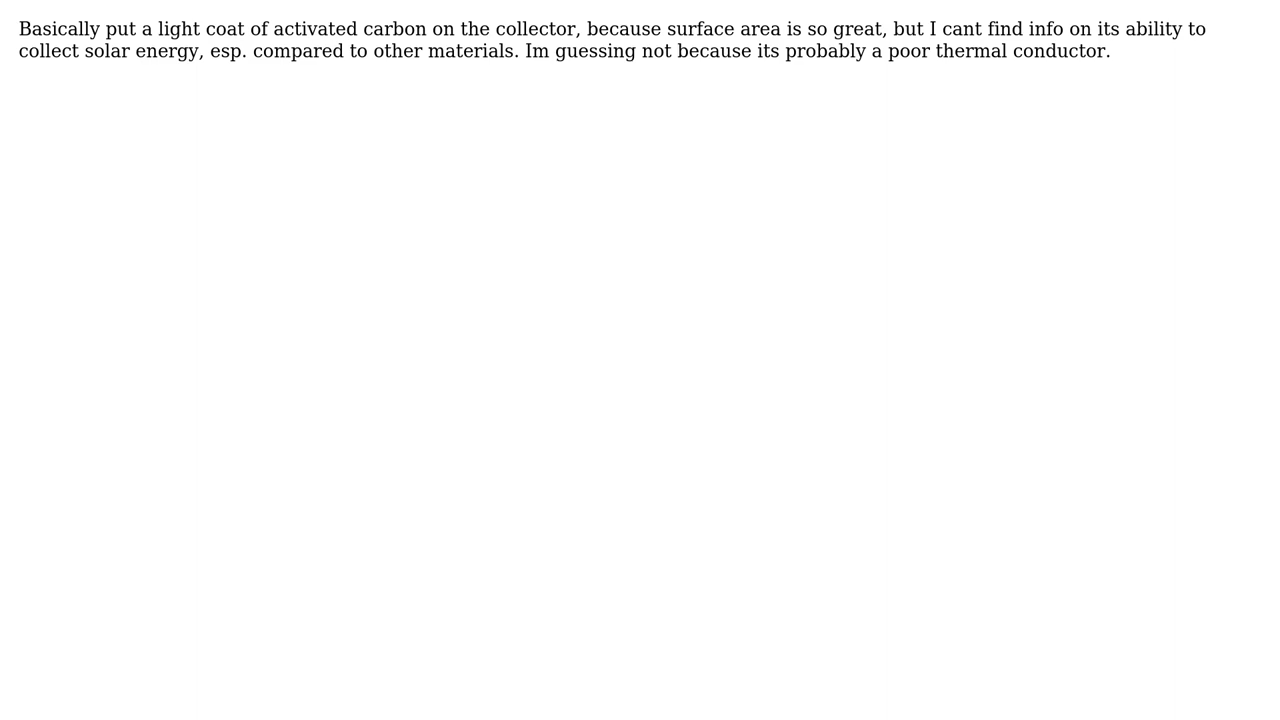 Basically put a light coat of activated carbon on the collector, because surface area is so great, but I cant find info on its ability to
collect solar energy, esp. compared to other materials. Im guessing not because its probably a poor thermal conductor.